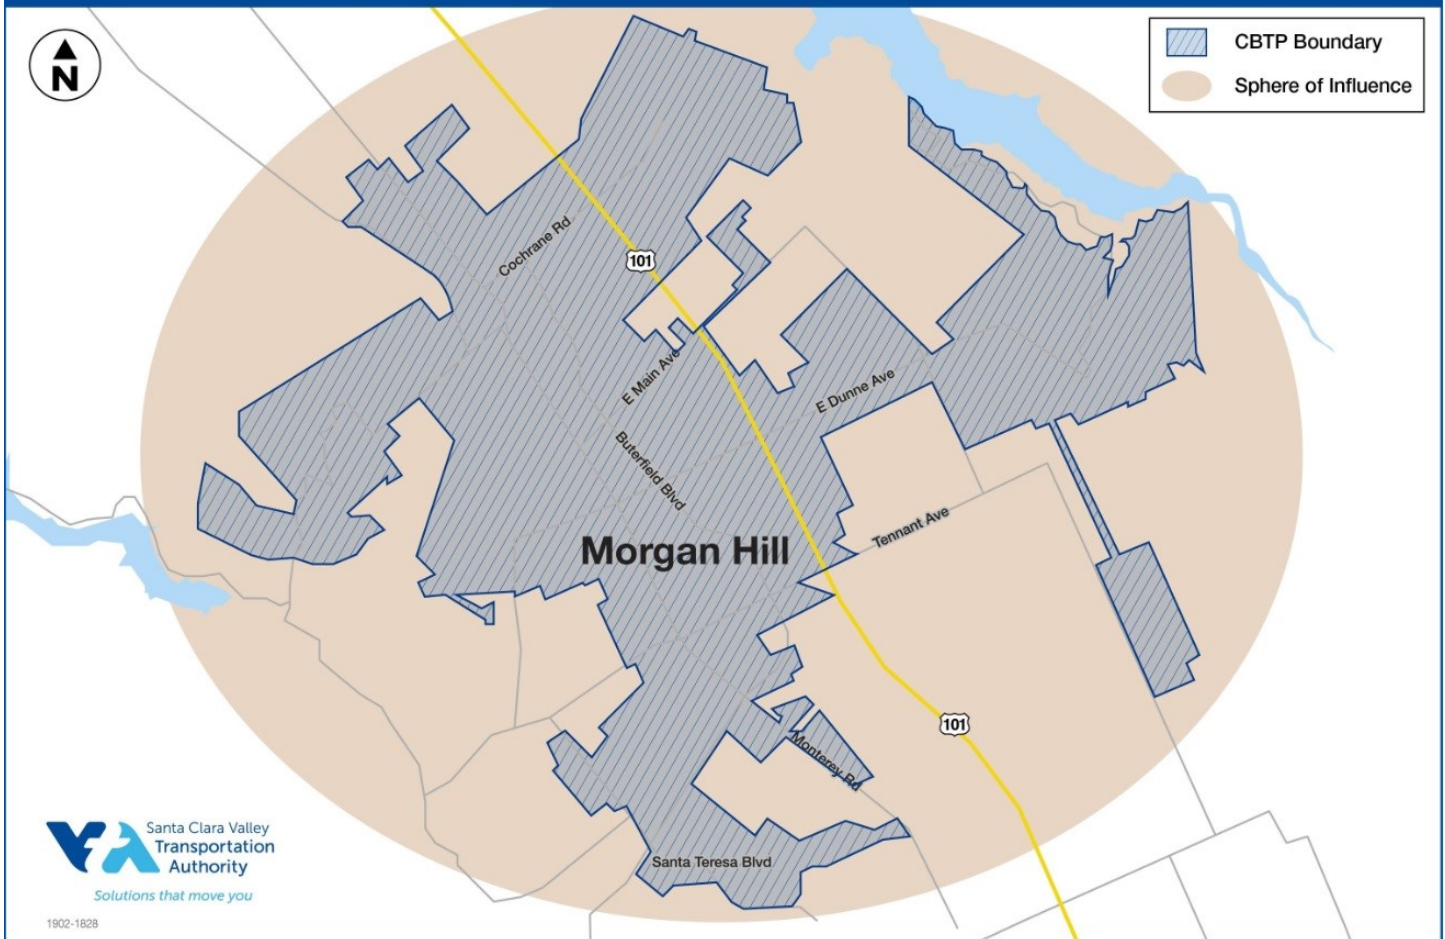 N
CBTP Boundary
Sphere of Influence
Cochrane Rd
101
E Main Ave
E Dunne Ave
Buterfield Blvd
Tennant Ave
Morgan Hill
101
Monterey Rd
Santa Teresa Blvd
Santa Clara Valley
Transportation
Authority
Solutions that move you
1902-1828